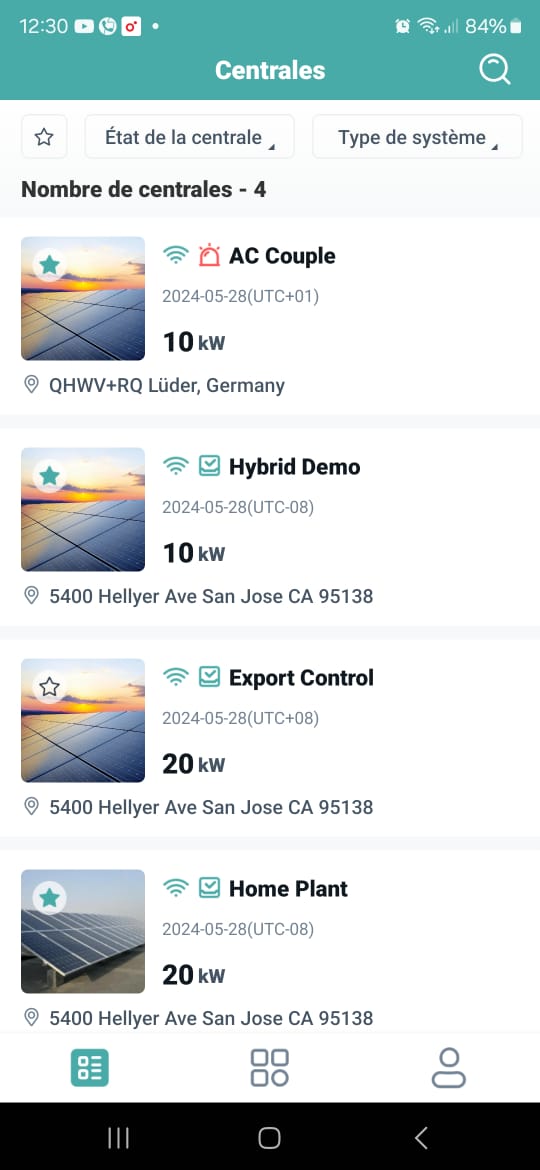 12:30
84%
Centrales
État de la centrale
Type de système
Nombre de centrales - 4
AC Couple
2024-05-28(UTC+01)
10 kW
QHWV+RQ Lüder, Germany
Hybrid Demo
2024-05-28(UTC-08)
10 kW
5400 Hellyer Ave San Jose CA 95138
Export Control
2024-05-28(UTC+08)
20 kW
5400 Hellyer Ave San Jose CA 95138
Home Plant
2024-05-28(UTC-08)
20 kW
5400 Hellyer Ave San Jose CA 95138